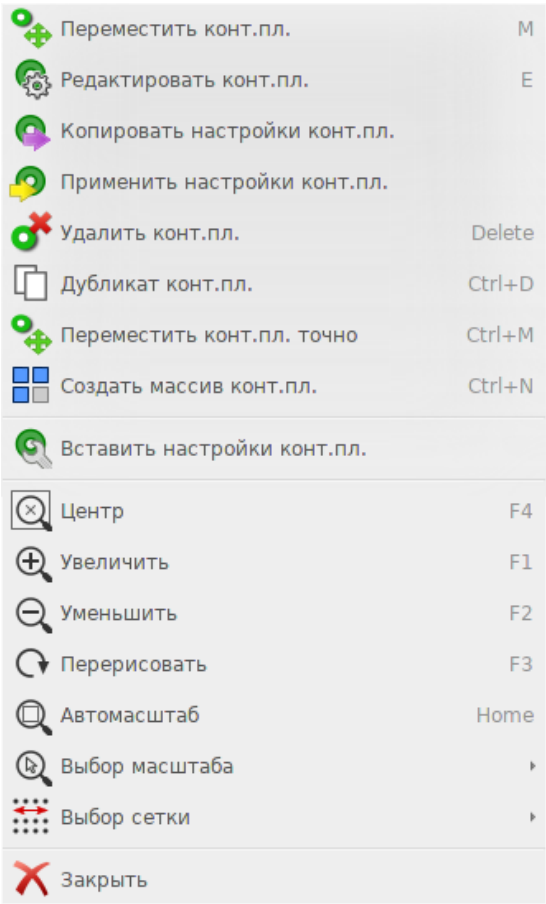 Переместить конт.пл. M
Редактировать конт.пл. E
Копировать настройки конт.пл.
Применить настройки конт.пл.
Удалить конт.пл. Delete
Дубликат конт.пл. Ctrl+D
Переместить конт.пл. точно Ctrl+M
Создать массив конт.пл. Ctrl+N
Вставить настройки конт.пл.
Центр F4
Увеличить F1
Уменьшить F2
Перерисовать F3
Автомасштаб Home
Выбор масштаба
Выбор сетки
Закрыть